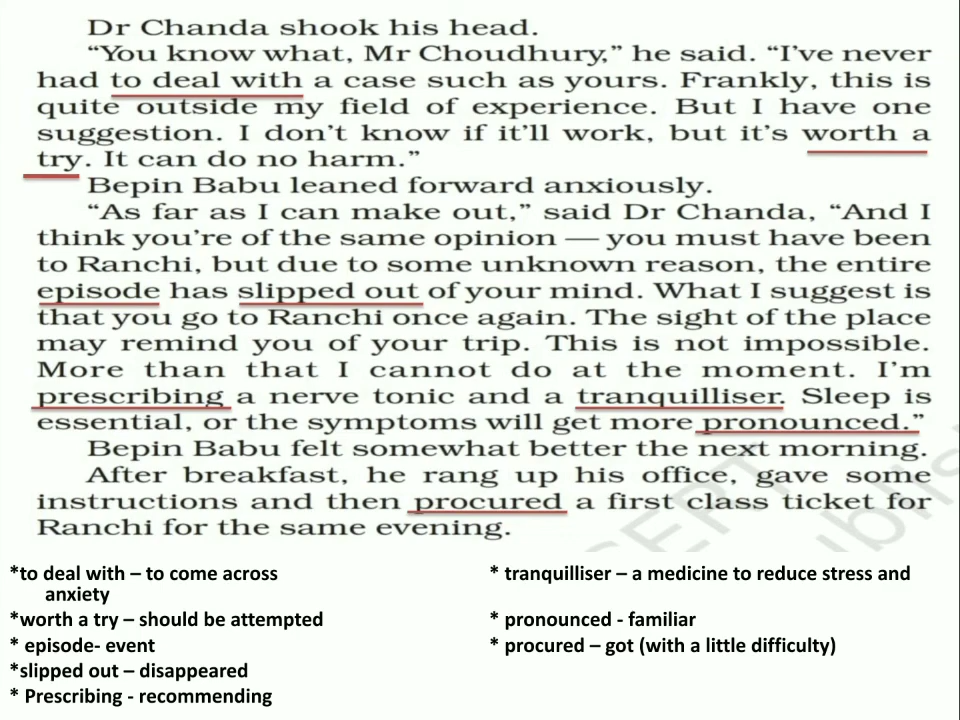 Dr Chanda shook his head.
“You know what, Mr Choudhury,” he said. “I’ve never
had to deal with a case such as yours. Frankly, this is
quite outside my field of experience. But I have one
suggestion. I don’t know if it’ll work, but it’s worth a
try. It can do no harm.”
Bepin Babu leaned forward anxiously.
“As far as I can make out,” said Dr Chanda, “And I
think you’re of the same opinion — you must have been
to Ranchi, but due to some unknown reason, the entire
episode has slipped out of your mind. What I suggest is
that you go to Ranchi once again. The sight of the place
may remind you of your trip. This is not impossible.
More than that I cannot do at the moment. I’m
prescribing a nerve tonic and a tranquilliser. Sleep is
essential, or the symptoms will get more pronounced.”
Bepin Babu felt somewhat better the next morning.
After breakfast, he rang up his office, gave some
instructions and then procured a first class ticket for
Ranchi for the same evening.
*to deal with – to come across
* tranquilliser – a medicine to reduce stress and
anxiety
*worth a try – should be attempted
* pronounced - familiar
* episode- event
* procured – got (with a little difficulty)
*slipped out – disappeared
* Prescribing - recommending